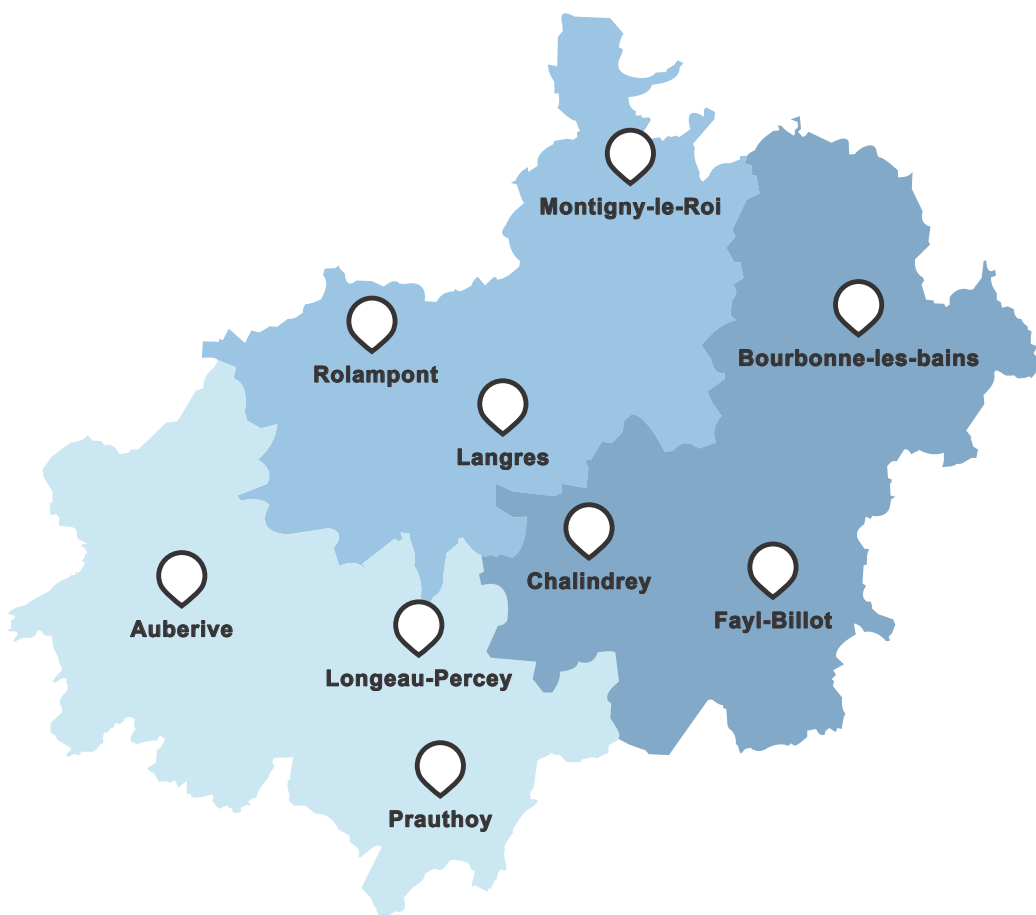 Montigny-le-Roi
Bourbonne-les-bains
Rolampont
Langres
Chalindrey
Fayl-Billot
Auberive
Longeau-Percey
Prauthoy